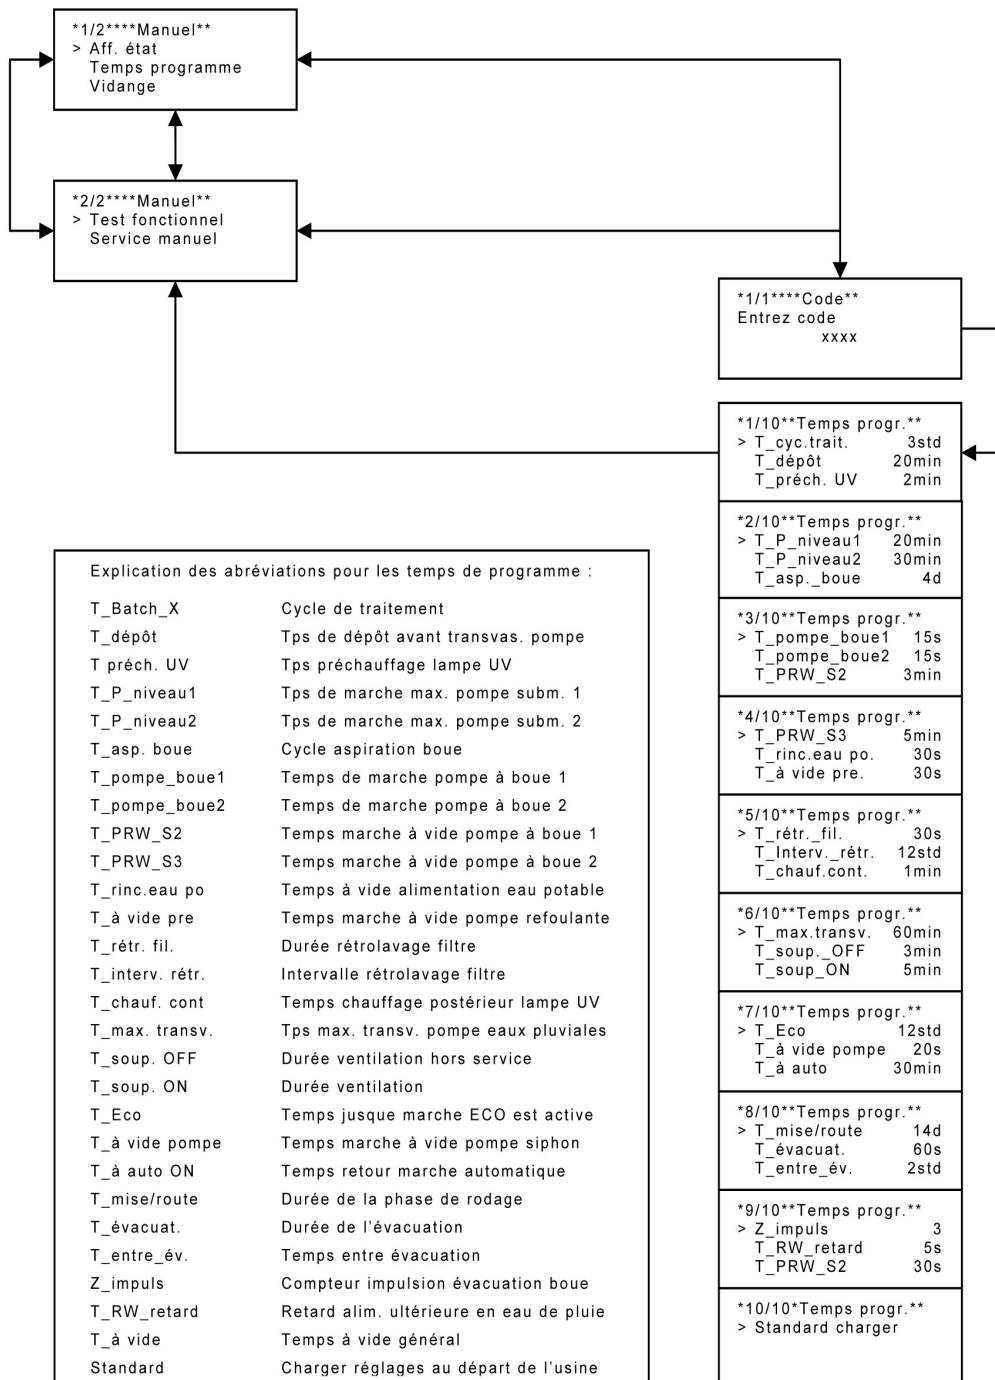 *1/2****Manuel**
> Aff. état
Temps programme
Vidange
*2/2****Manuel**
> Test fonctionnel
Service manuel
*1/1****Code**
Entrez code
xxxx
*1/10**Temps progr.**
> T_cyc.trait. 3std
T_dépôt 20min
T_préch. UV 2min
*2/10**Temps progr.**
> T_P_niveau1 20min
T_P_niveau2 30min
T_asp._boue 4d
*3/10**Temps progr.**
> T_pompe_boue1 15s
T_pompe_boue2 15s
T_PRW_S2 3min
*4/10**Temps progr.**
> T_PRW_S3 5min
T_rinc.eau po. 30s
T_à vide pre. 30s
*5/10**Temps progr.**
> T_rétr._fil. 30s
T_Interv._rétr. 12std
T_chauf.cont. 1min
*6/10**Temps progr.**
> T_max.transv. 60min
T_soup._OFF 3min
T_soup_ON 5min
*7/10**Temps progr.**
> T_Eco 12std
T_à vide pompe 20s
T_à auto 30min
*8/10**Temps progr.**
> T_mise/route 14d
T_évacuat. 60s
T_entre_év. 2std
*9/10**Temps progr.**
> Z_impuls 3
T_RW_retard 5s
T_PRW_S2 30s
*10/10*Temps progr.**
> Standard charger
Explication des abréviations pour les temps de programme :
T_Batch_X Cycle de traitement
T_dépôt Tps de dépôt avant transvas. pompe
T préch. UV Tps préchauffage lampe UV
T_P_niveau1 Tps de marche max. pompe subm. 1
T_P_niveau2 Tps de marche max. pompe subm. 2
T_asp. boue Cycle aspiration boue
T_pompe_boue1 Temps de marche pompe à boue 1
T_pompe_boue2 Temps de marche pompe à boue 2
T_PRW_S2 Temps marche à vide pompe à boue 1
T_PRW_S3 Temps marche à vide pompe à boue 2
T_rinc.eau po Temps à vide alimentation eau potable
T_à vide pre Temps marche à vide pompe refoulante
T_rétr. fil. Durée rétrolavage filtre
T_interv. rétr. Intervalle rétrolavage filtre
T_chauf. cont Temps chauffage postérieur lampe UV
T_max. transv. Tps max. transv. pompe eaux pluviales
T_soup. OFF Durée ventilation hors service
T_soup. ON Durée ventilation
T_Eco Temps jusque marche ECO est active
T_à vide pompe Temps marche à vide pompe siphon
T_à auto ON Temps retour marche automatique
T_mise/route Durée de la phase de rodage
T_évacuat. Durée de l'évacuation
T_entre_év. Temps entre évacuation
Z_impuls Compteur impulsion évacuation boue
T_RW_retard Retard alim. ultérieure en eau de pluie
T_à vide Temps à vide général
Standard Charger réglages au départ de l'usine